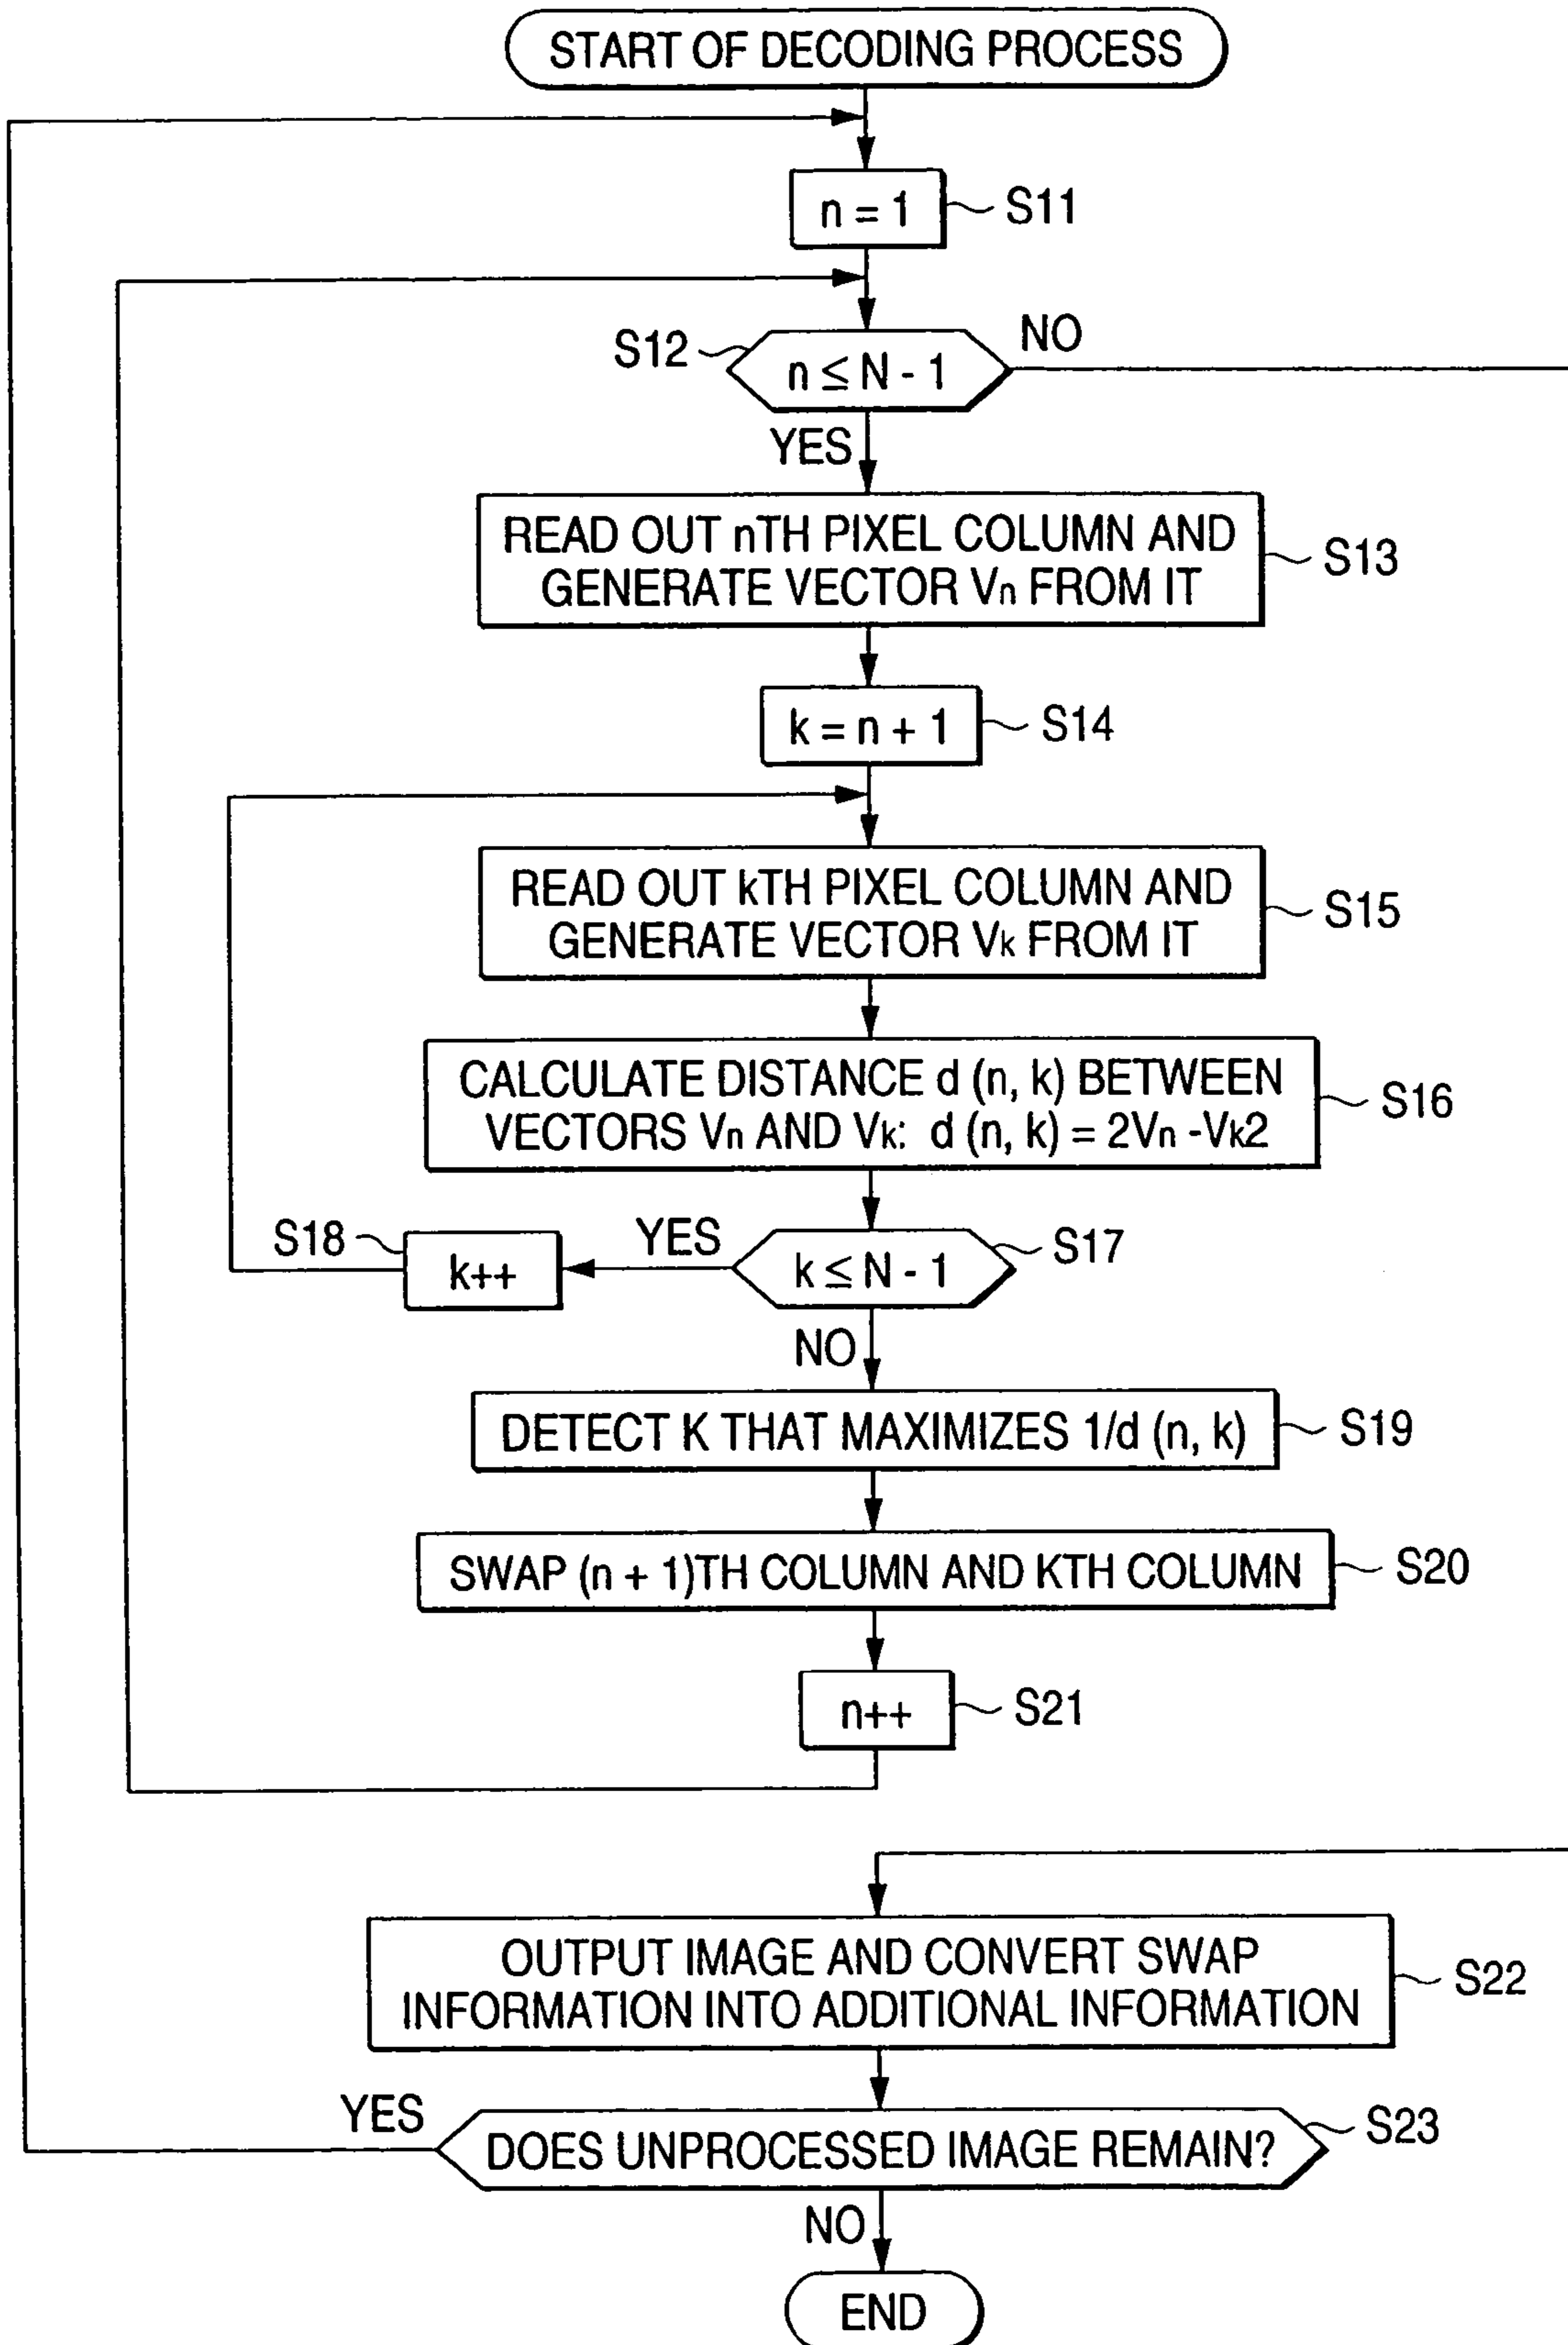 START OF DECODING PROCESS
n = 1
S11
S12
n ≤ N - 1
NO
YES
READ OUT nTH PIXEL COLUMN AND
GENERATE VECTOR Vn FROM IT
S13
k = n + 1
S14
READ OUT kTH PIXEL COLUMN AND
GENERATE VECTOR Vk FROM IT
S15
CALCULATE DISTANCE d (n, k) BETWEEN
VECTORS Vn AND Vk: d (n, k) = 2Vn -Vk2
S16
S18
k++
YES
k ≤ N - 1
S17
NO
DETECT K THAT MAXIMIZES 1/d (n, k)
S19
SWAP (n + 1)TH COLUMN AND KTH COLUMN
S20
n++
S21
OUTPUT IMAGE AND CONVERT SWAP
INFORMATION INTO ADDITIONAL INFORMATION
S22
YES
DOES UNPROCESSED IMAGE REMAIN?
S23
NO
END